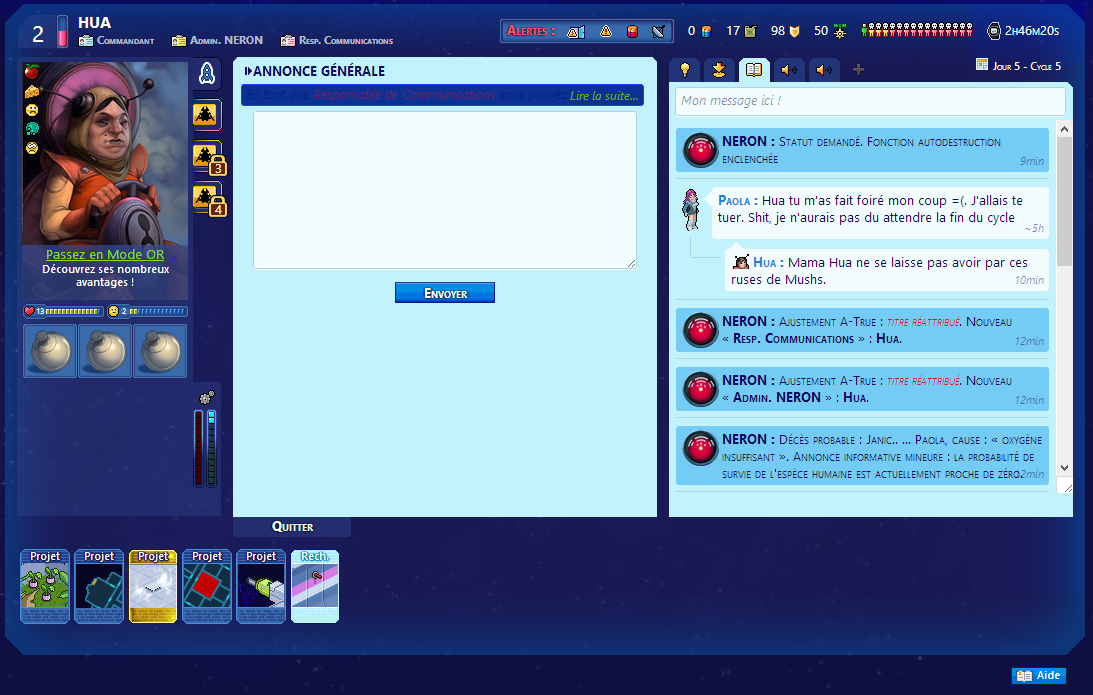 2
HUA
Commandant
Admin. NERON
Resp. Communications
Alertes :
0
17
98
50
2h46m20s
Jour 5 - Cycle 5
Passez en Mode OR
Découvrez ses nombreux
avantages !
13
2
3
4
ANNONCE GÉNÉRALE
En tant que Responsable de Communications vous pouvez Lire la suite...
Envoyer
Quitter
Mon message ici !
NERON : Statut demandé. Fonction autodestruction
enclenchée
9min
Paola : Hua tu m'as fait foiré mon coup =(. J'allais te
tuer. Shit, je n'aurais pas du attendre la fin du cycle
~5h
Hua : Mama Hua ne se laisse pas avoir par ces
ruses de Mushs.
10min
NERON : Ajustement A-True : titre réattribué. Nouveau
« Resp. Communications » : Hua.
12min
NERON : Ajustement A-True : titre réattribué. Nouveau
« Admin. NERON » : Hua.
12min
NERON : Décès probable : Janic.. ... Paola, cause : « oxygène
insuffisant ». Annonce informative mineure : la probabilité de
survie de l'espèce humaine est actuellement proche de zéro
2min
Projet
Projet
Projet
Projet
Projet
Rech.
Aide